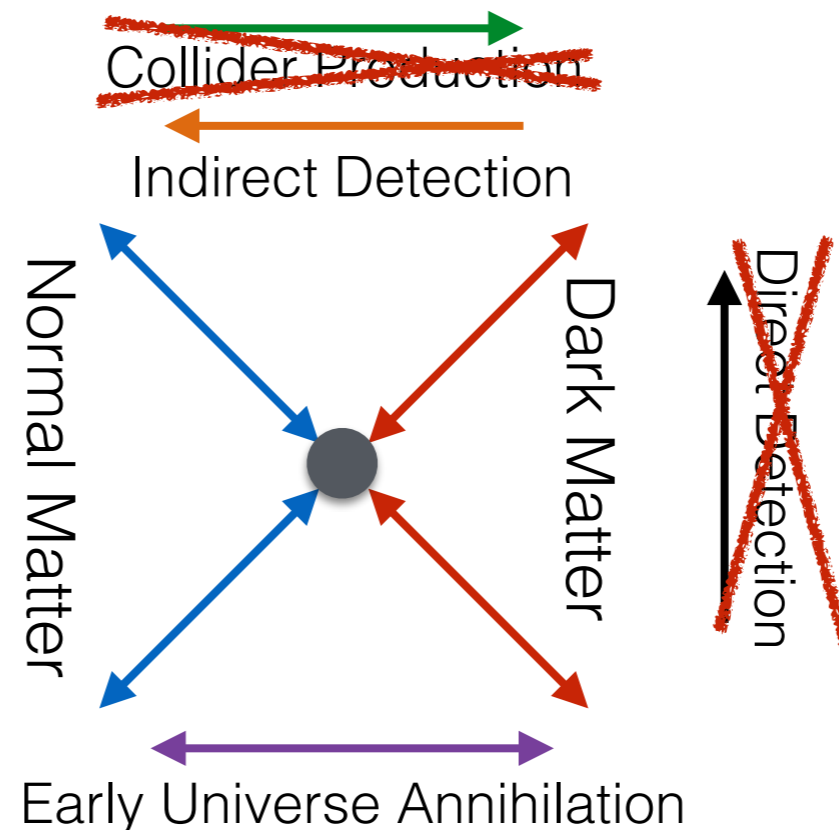 Collider Production
Indirect Detection
Normal Matter
Dark Matter
Direct Detection
Early Universe Annihilation